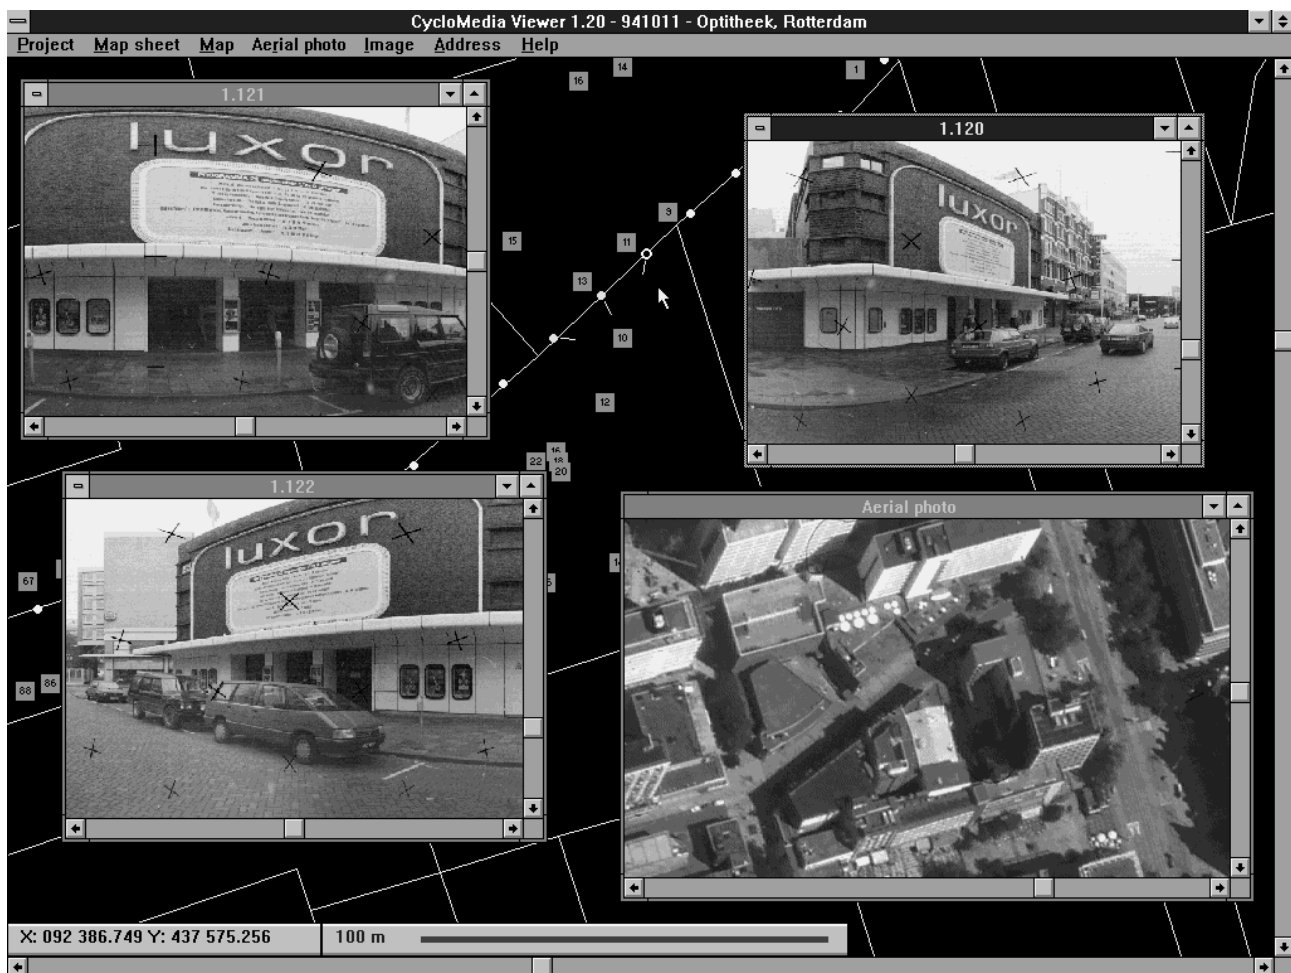 CycloMedia Viewer 1.20 - 941011 - Optitheek, Rotterdam
Project Map sheet Map Aerial photo Image Address Help
14
16
1
1.121
luxor
1.120
luxor
9
15
11
13
10
12
16
22
18
20
1.122
luxor
Aerial photo
67
88
86
X: 092 386.749 Y: 437 575.256
100 m